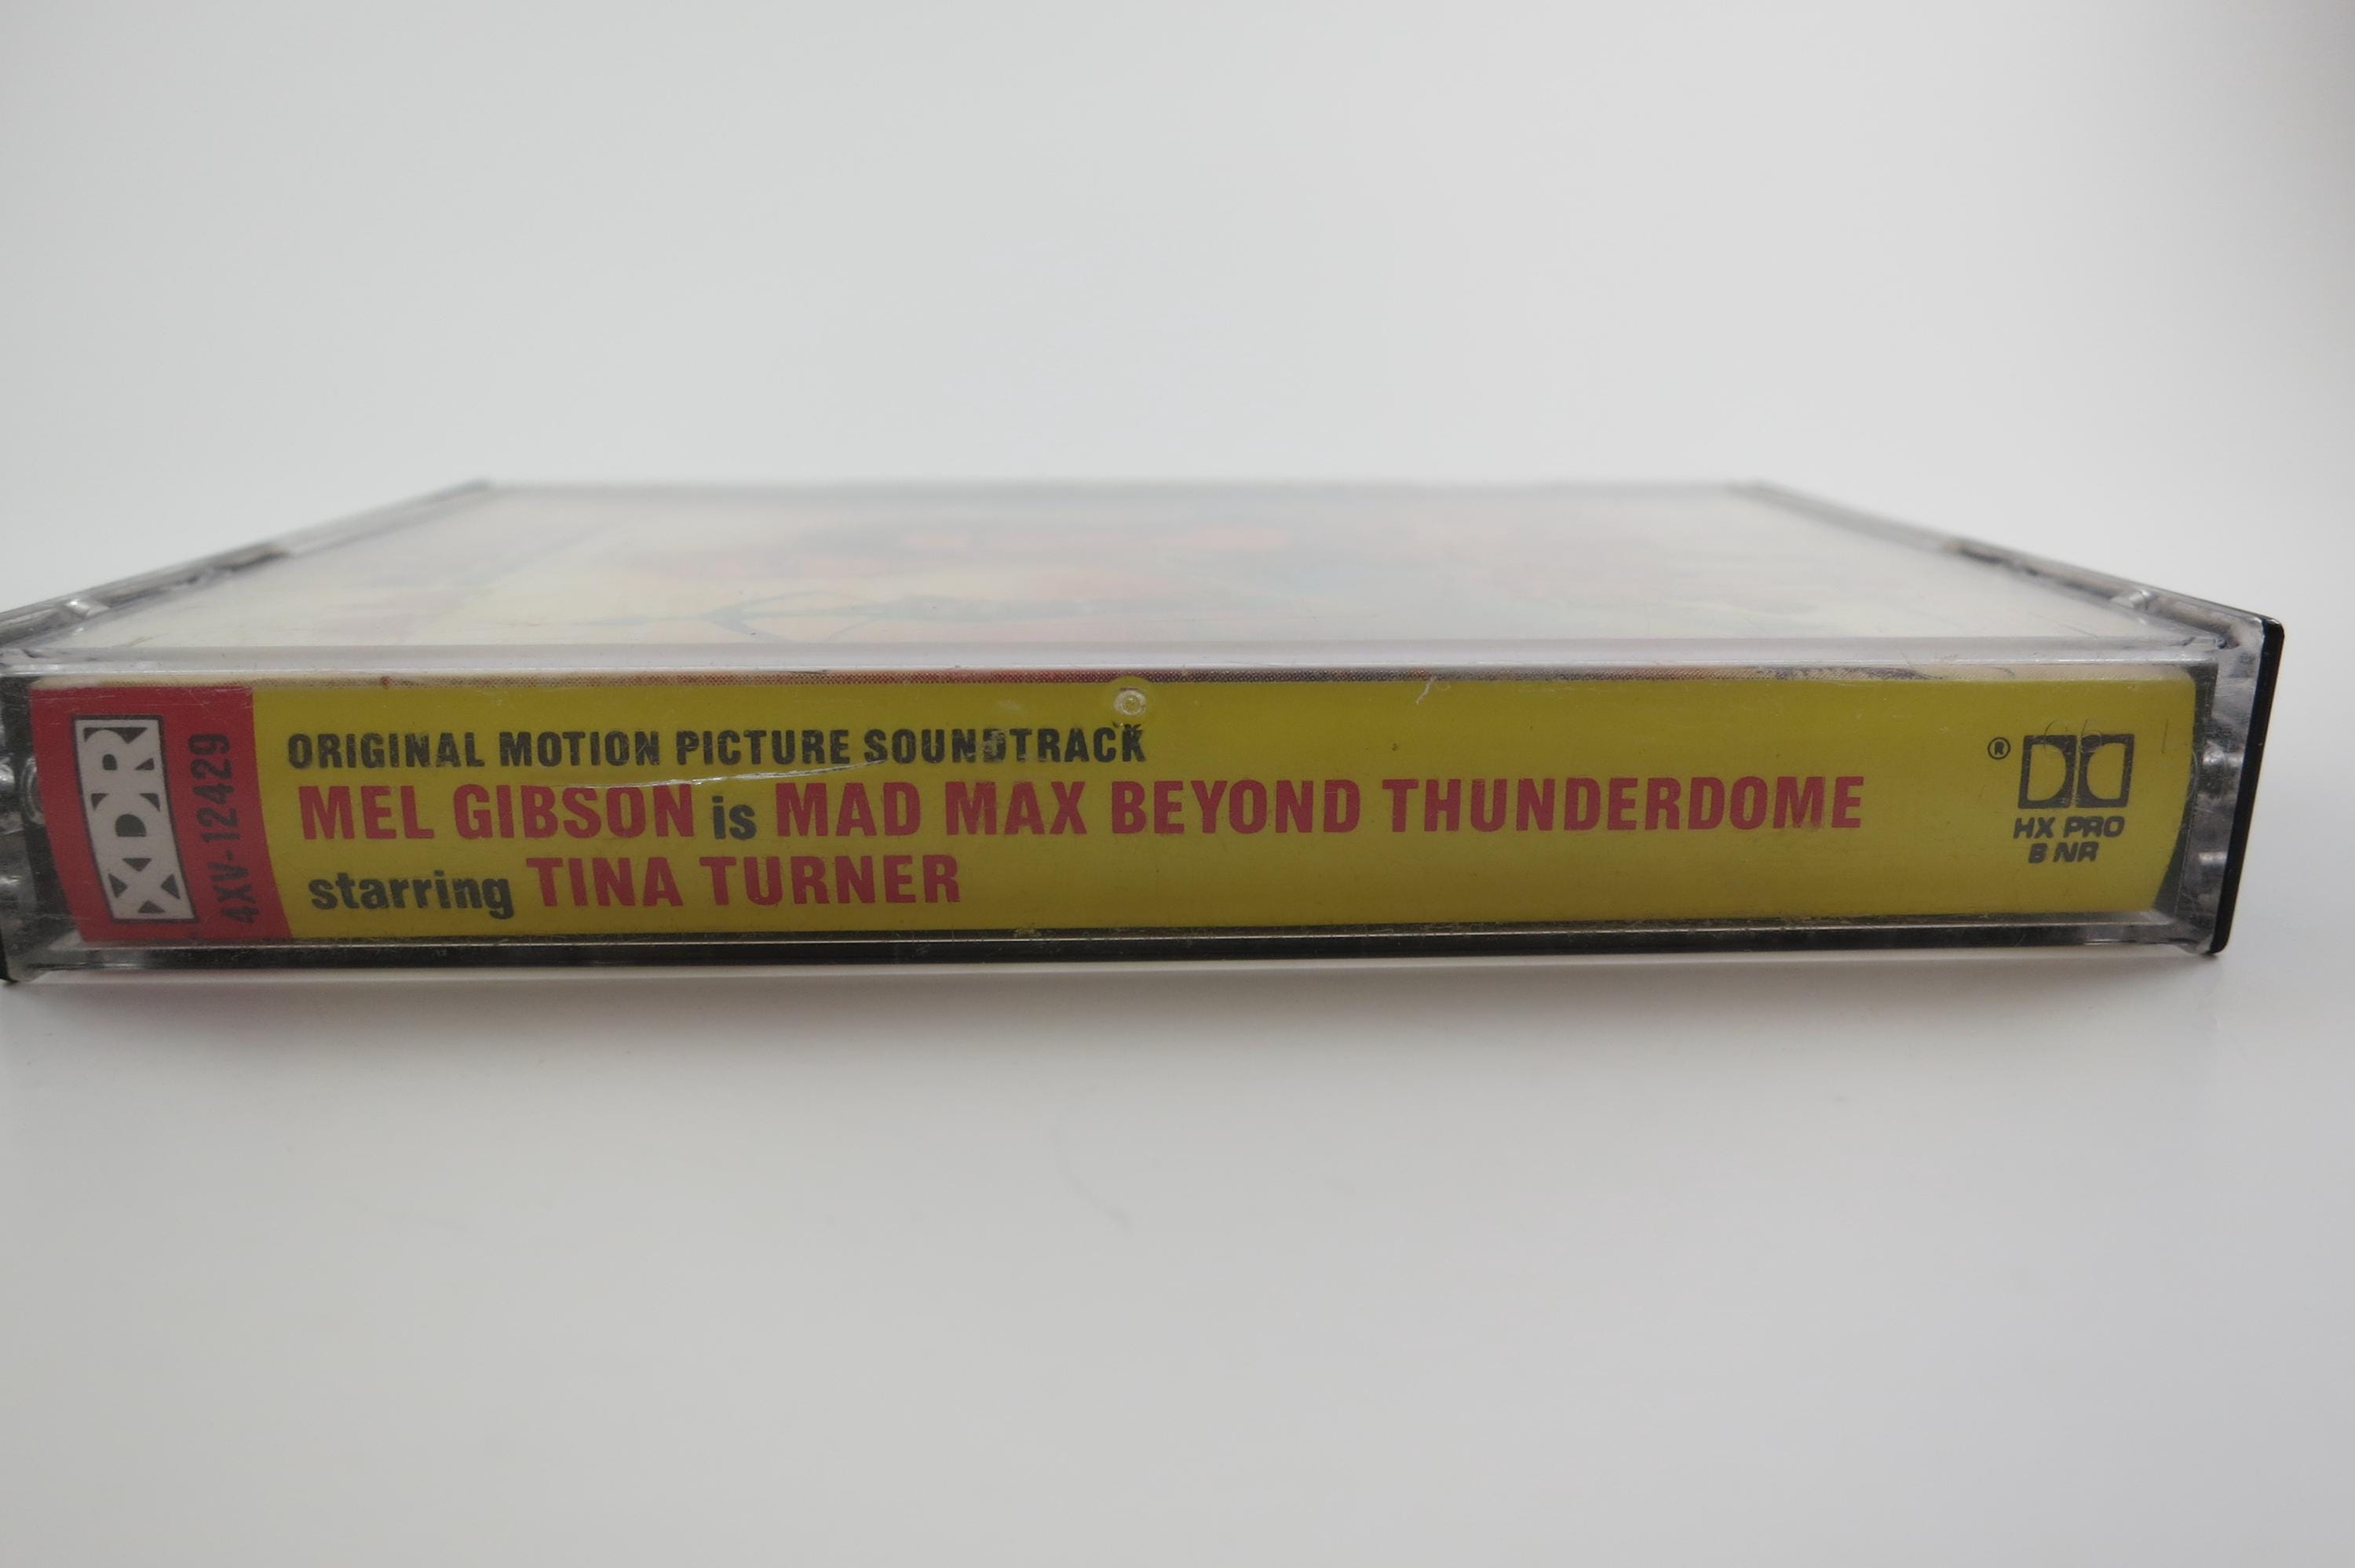 XDR
4XV-12429
ORIGINAL MOTION PICTURE SOUNDTRACK
MEL GIBSON is MAD MAX BEYOND THUNDERDOME
starring TINA TURNER
®
HX PRO
B NR